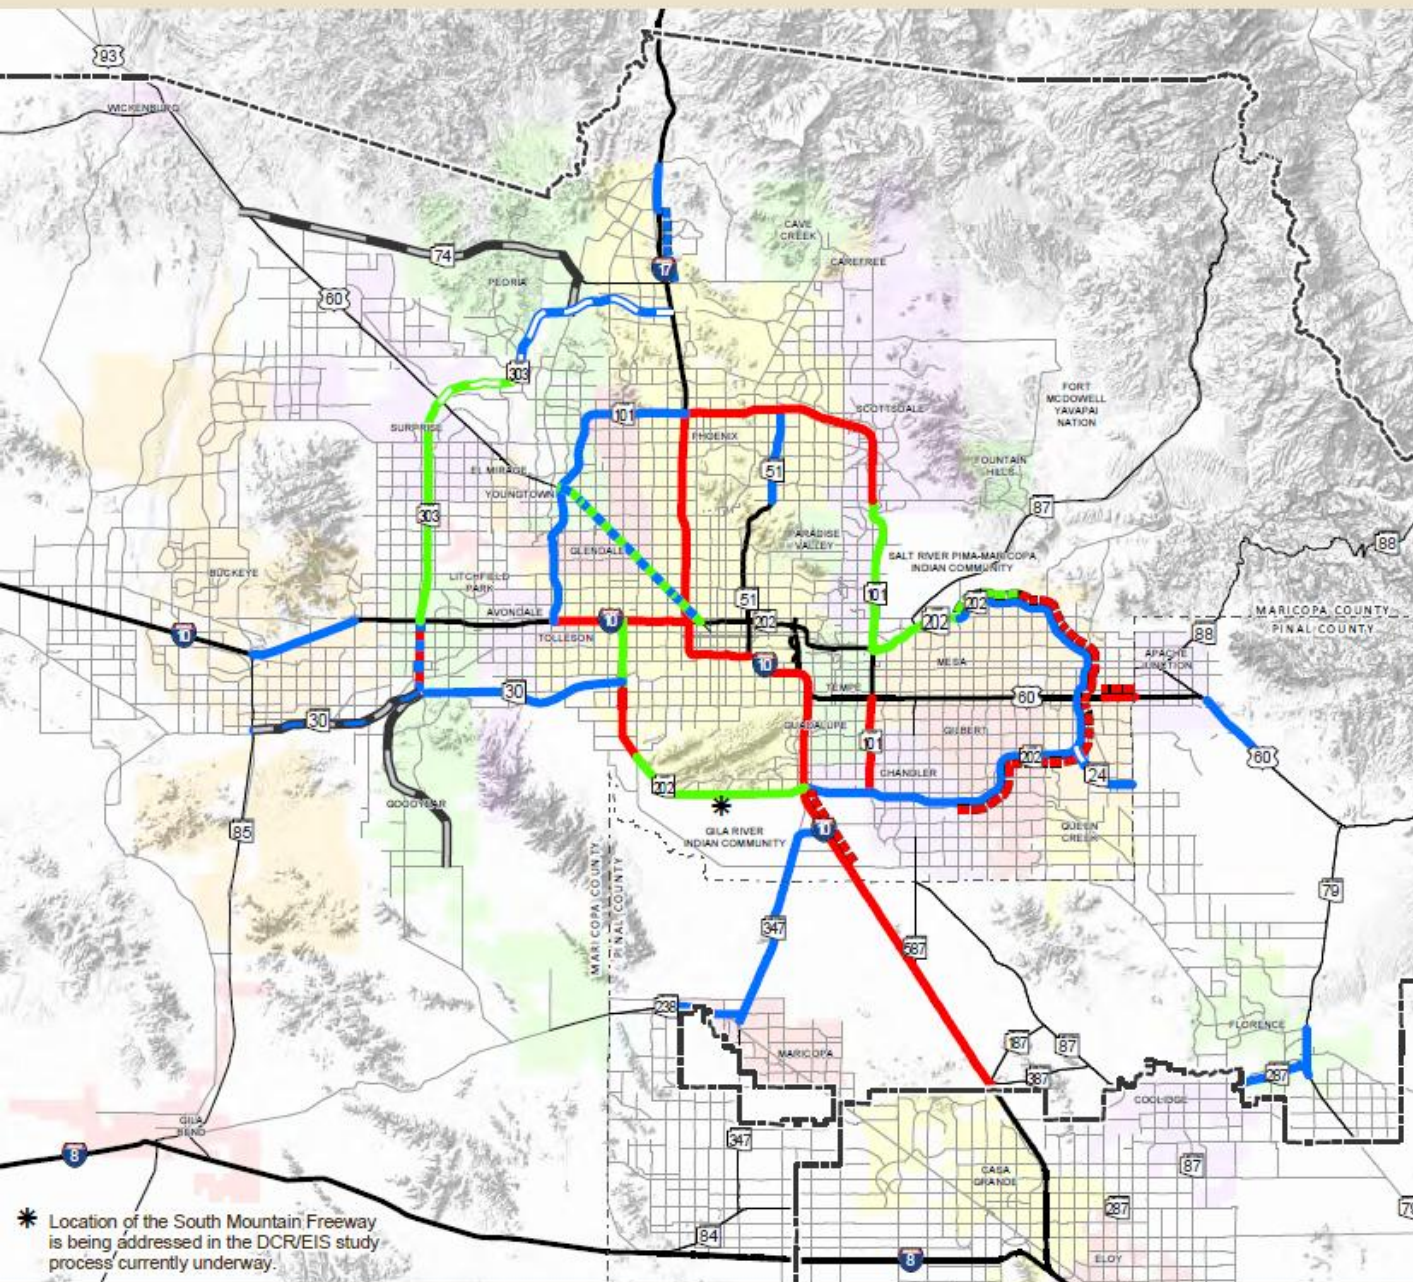 93
WICKENBURG
CAVE
CREEK
CAREFREE
74
17
PEORIA
60
303
FORT
MCDOWELL
YAVAPAI
NATION
101
SCOTTSDALE
SURPRISE
PHOENIX
EL MIRAGE
51
FOUNTAIN
HILLS
YOUNGTOWN
303
87
PARADISE
VALLEY
GLENDALE
SALT RIVER PIMA-MARICOPA
INDIAN COMMUNITY
88
BUCKEYE
LITCHFIELD
PARK
101
51
202
MARICOPA COUNTY
PINAL COUNTY
AVONDALE
10
202
202
10
TOLLESON
88
APACHE
JUNCTION
10
MESA
30
TEMPE
60
30
GUADALUPE
GILBERT
101
202
60
CHANDLER
24
202
GOODYEAR
85
GILA RIVER
INDIAN COMMUNITY
10
QUEEN
CREEK
MARICOPA COUNTY
PINAL COUNTY
79
347
587
238
FLORENCE
187
87
MARICOPA
387
287
COOLIDGE
GILA
BEND
347
8
87
CASA
GRANDE
287
79
84
8
ELOY
* Location of the South Mountain Freeway
is being addressed in the DCR/EIS study
process currently underway.